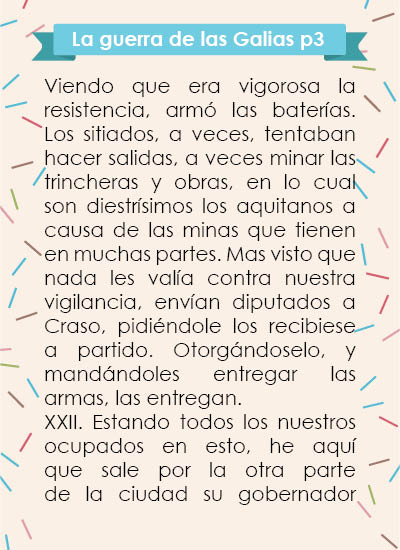 La guerra de las Galias p3
Viendo que era vigorosa la
resistencia, armó las baterías.
Los sitiados, a veces, tentaban
hacer salidas, a veces minar las
trincheras y obras, en lo cual
son diestrísimos los aquitanos a
causa de las minas que tienen
en muchas partes. Mas visto que
nada les valía contra nuestra
vigilancia, envían diputados a
Craso, pidiéndole los recibiese
a partido. Otorgándoselo, y
mandándoles entregar las
armas, las entregan.
XXII. Estando todos los nuestros
ocupados en esto, he aquí
que sale por la otra parte
de la ciudad su gobernador